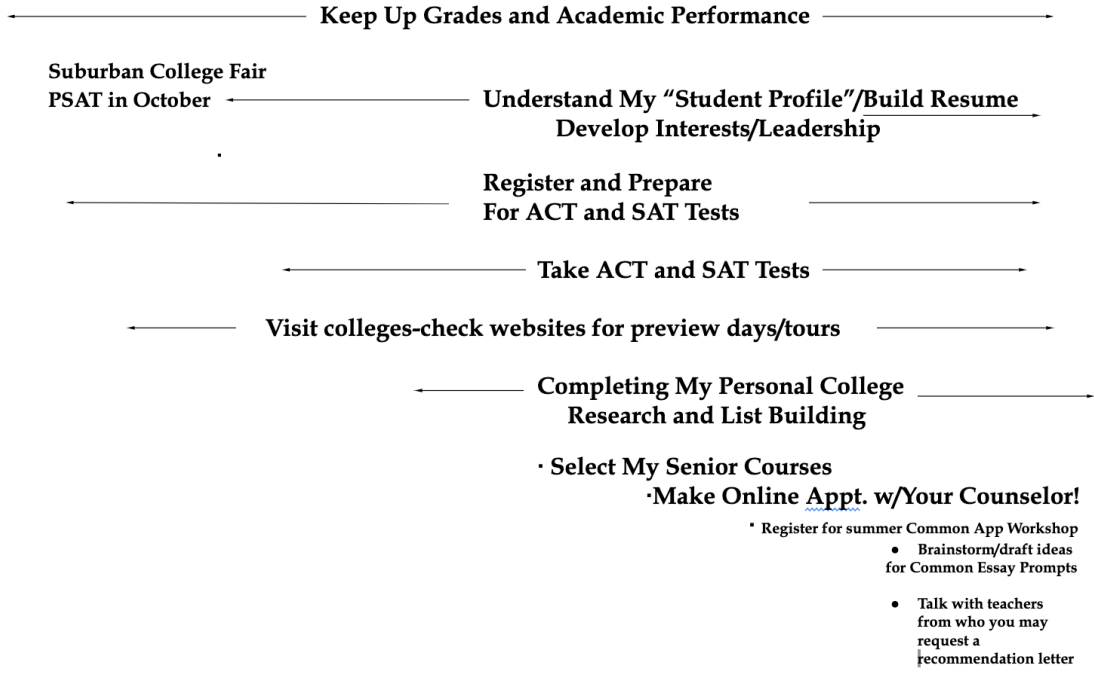 Keep Up Grades and Academic Performance
Suburban College Fair
PSAT in October
Understand My “Student Profile”/Build Resume
Develop Interests/Leadership
Register and Prepare
For ACT and SAT Tests
Take ACT and SAT Tests
Visit colleges-check websites for preview days/tours
Completing My Personal College
Research and List Building
· Select My Senior Courses
·Make Online Appt. w/Your Counselor!
· Register for summer Common App Workshop
● Brainstorm/draft ideas
for Common Essay Prompts
● Talk with teachers
from who you may
request a
recommendation letter